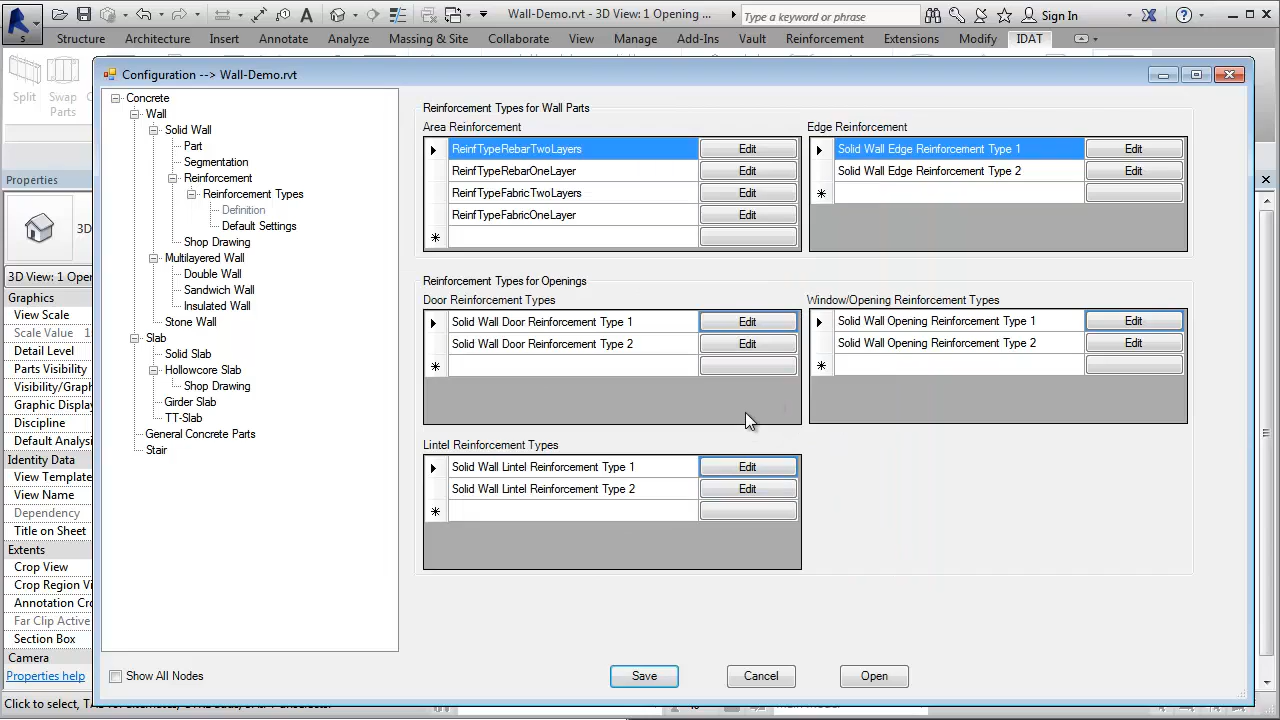 Wall-Demo.rvt - 3D View: 1 Opening ...
Type a keyword or phrase
Sign In
S
Structure Architecture Insert Annotate Analyze Massing & Site Collaborate View Manage Add-Ins Vault Reinforcement Extensions Modify IDAT
Split
Swap
Parts
Configuration --> Wall-Demo.rvt
Properties
3D
3D View: 1 Open
Graphics
View Scale
Scale Value 1
Detail Level
Parts Visibility
Visibility/Graph
Graphic Display
Discipline
Default Analysi
Identity Data
View Template
View Name
Dependency
Title on Sheet
Extents
Crop View
Crop Region Vi
Annotation Cro
Far Clip Active
Section Box
Camera
Properties help
Concrete
Wall
Solid Wall
Part
Segmentation
Reinforcement
Reinforcement Types
Definition
Default Settings
Shop Drawing
Multilayered Wall
Double Wall
Sandwich Wall
Insulated Wall
Stone Wall
Slab
Solid Slab
Hollowcore Slab
Shop Drawing
Girder Slab
TT-Slab
General Concrete Parts
Stair
Show All Nodes
Reinforcement Types for Wall Parts
Area Reinforcement
ReinfTypeRebarTwoLayers Edit
ReinfTypeRebarOneLayer Edit
ReinfTypeFabricTwoLayers Edit
ReinfTypeFabricOneLayer Edit
Edge Reinforcement
Solid Wall Edge Reinforcement Type 1 Edit
Solid Wall Edge Reinforcement Type 2 Edit
Reinforcement Types for Openings
Door Reinforcement Types
Solid Wall Door Reinforcement Type 1 Edit
Solid Wall Door Reinforcement Type 2 Edit
Window/Opening Reinforcement Types
Solid Wall Opening Reinforcement Type 1 Edit
Solid Wall Opening Reinforcement Type 2 Edit
Lintel Reinforcement Types
Solid Wall Lintel Reinforcement Type 1 Edit
Solid Wall Lintel Reinforcement Type 2 Edit
Save Cancel Open